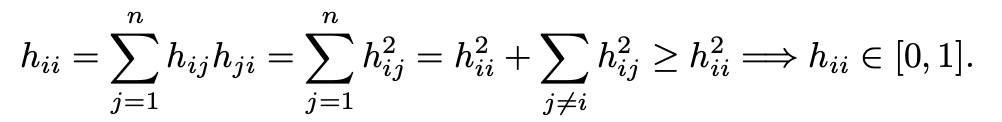 $h_{ii} = \sum_{j=1}^{n} h_{ij} h_{ji} = \sum_{j=1}^{n} h_{ij}^{2} = h_{ii}^{2} + \sum_{j \neq i} h_{ij}^{2} \geq h_{ii}^{2} \Longrightarrow h_{ii} \in [0, 1].$